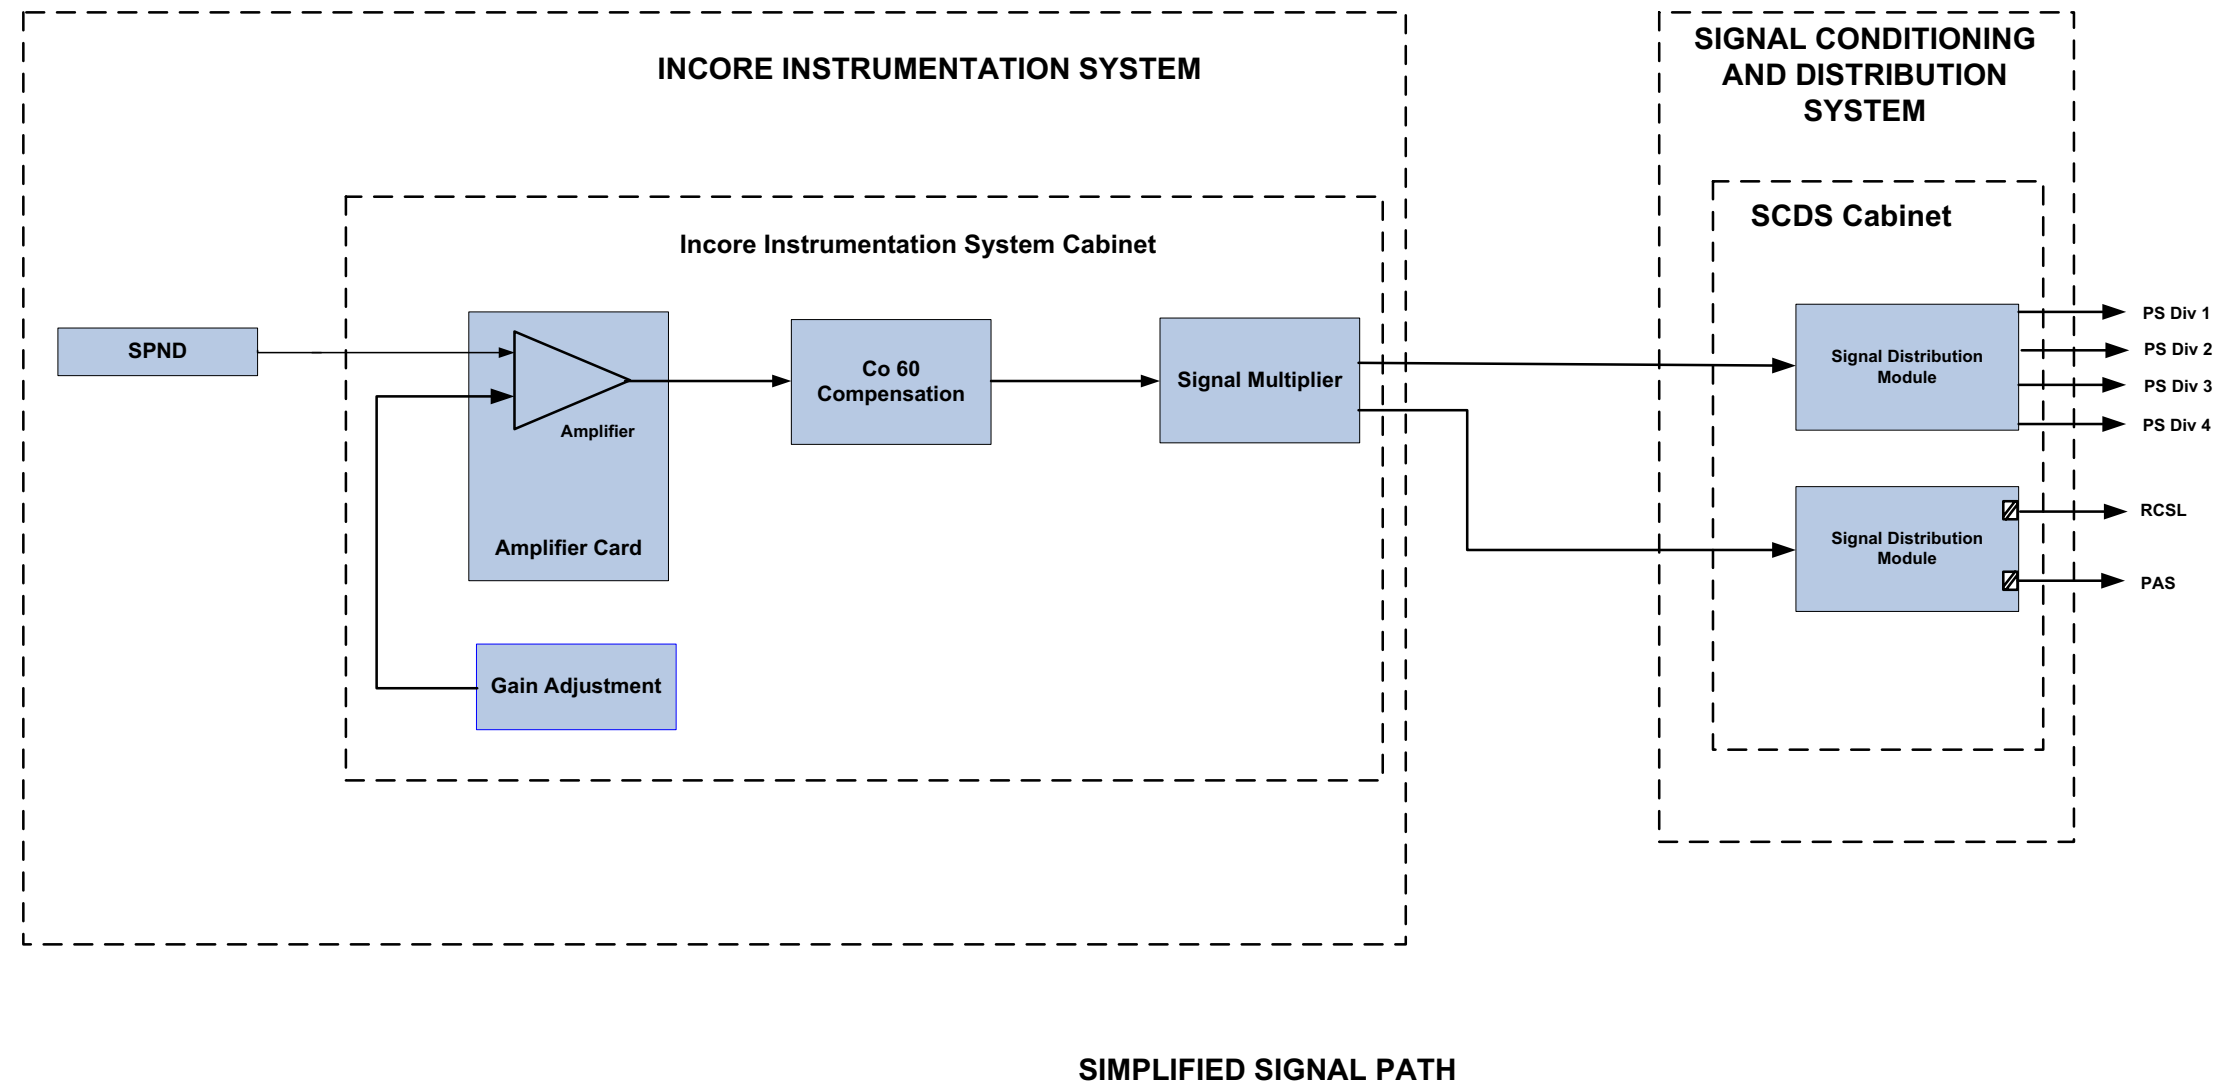 INCORE INSTRUMENTATION SYSTEM
SIGNAL CONDITIONING
AND DISTRIBUTION
SYSTEM
Incore Instrumentation System Cabinet
SCDS Cabinet
SPND
Amplifier
Amplifier Card
Co 60
Compensation
Signal Multiplier
Gain Adjustment
Signal Distribution
Module
PS Div 1
PS Div 2
PS Div 3
PS Div 4
Signal Distribution
Module
RCSL
PAS
SIMPLIFIED SIGNAL PATH